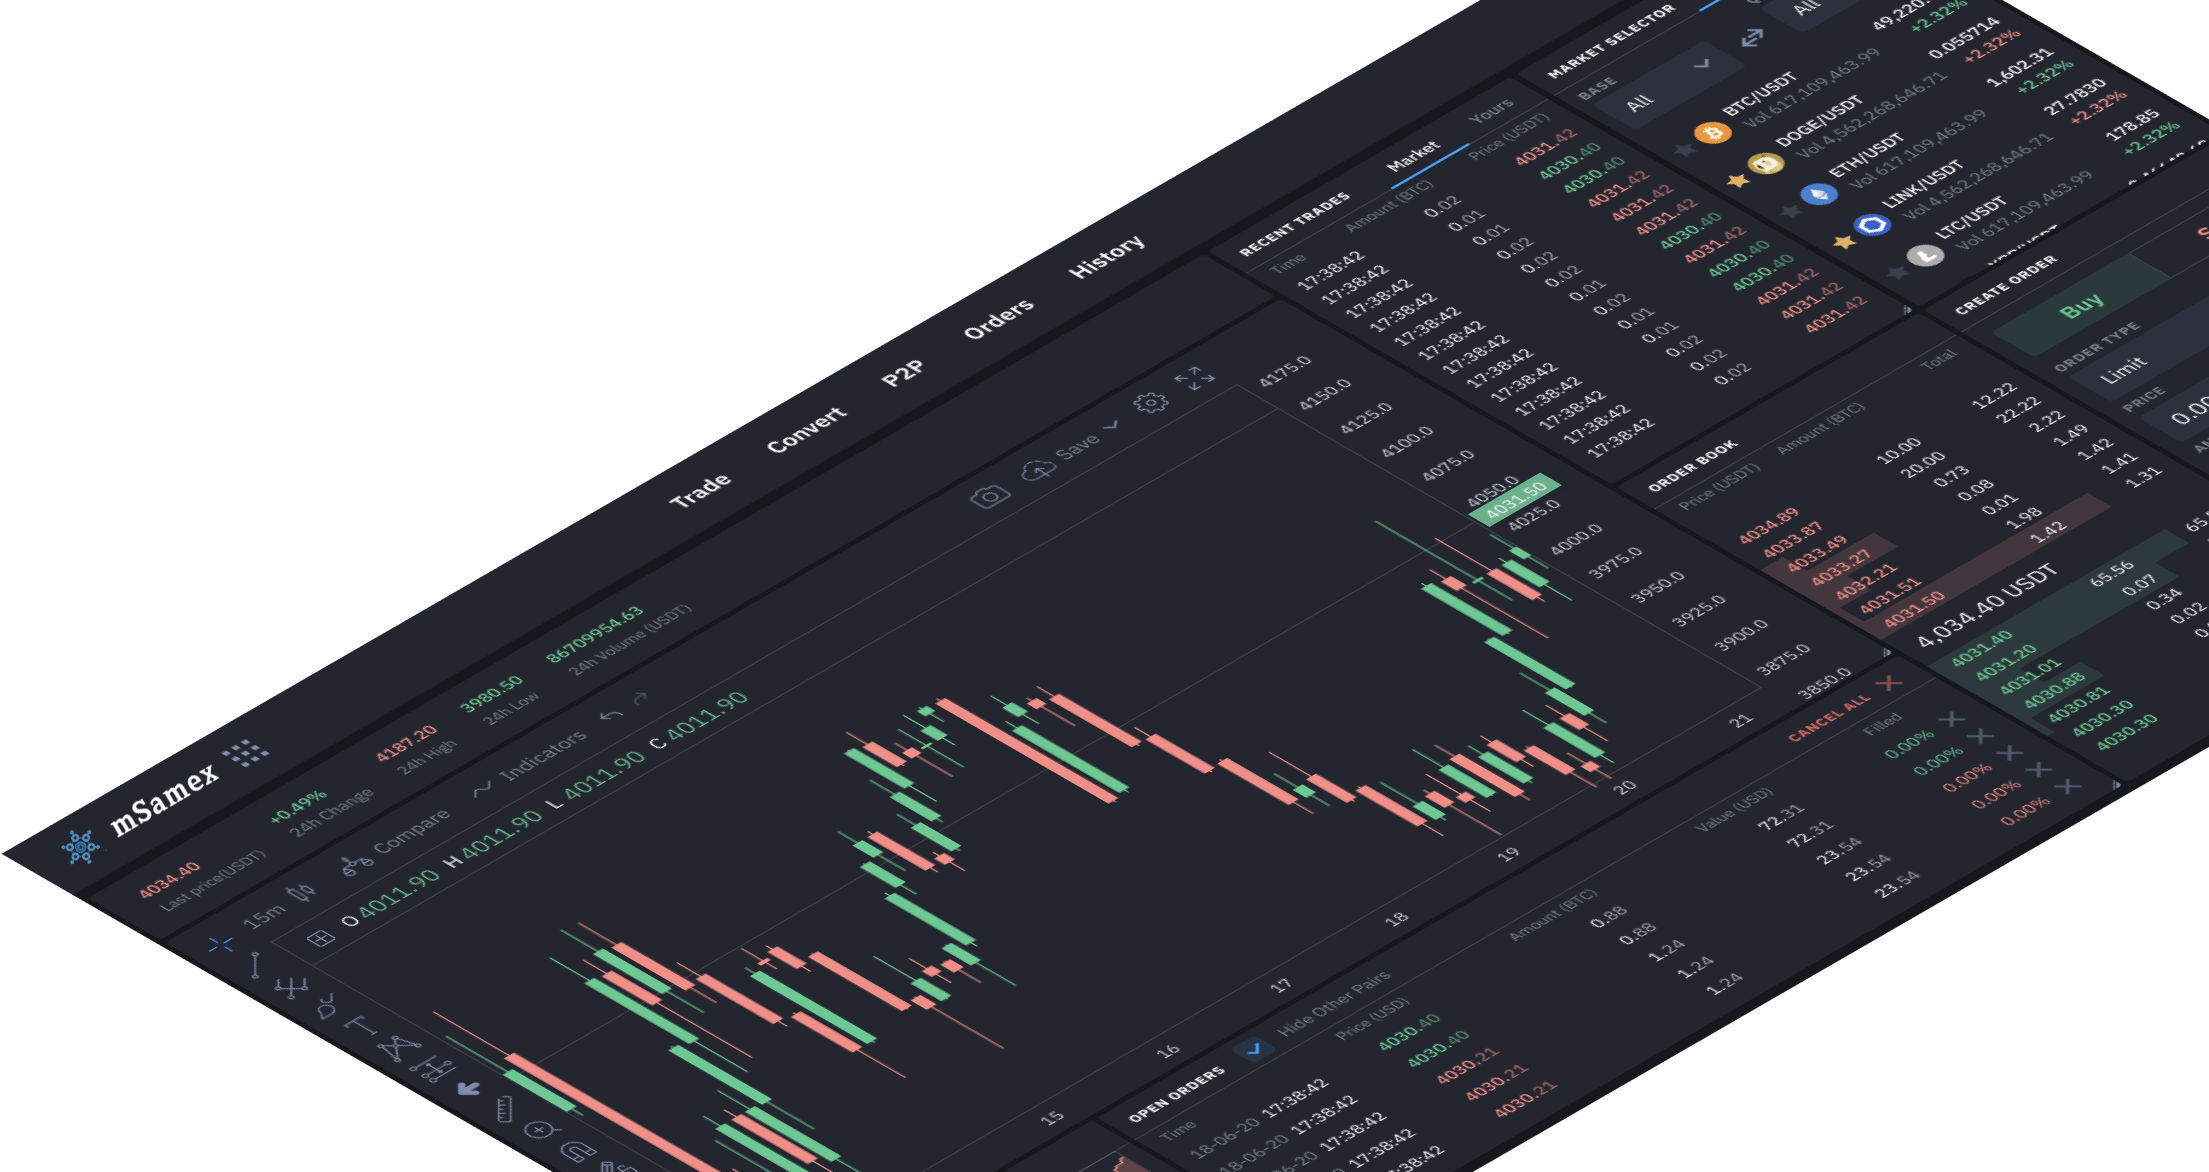 mSamex
Trade
Convert
P2P
Orders
History
4034.40
Last price(USDT)
+0.49%
24h Change
4187.20
24h High
3980.50
24h Low
86709954.63
24h Volume (USDT)
15m
Compare
Indicators
Save
O 4011.90 H 4011.90 L 4011.90 C 4011.90
4175.0
4150.0
4125.0
4100.0
4075.0
4050.0
4031.50
4025.0
4000.0
3975.0
3950.0
3925.0
3900.0
3875.0
3850.0
15
16
17
18
19
20
21
RECENT TRADES
Market
Yours
Time Amount (BTC) Price (USDT)
17:38:42 0.02 4031.42
17:38:42 0.01 4030.40
17:38:42 0.01 4030.40
17:38:42 0.02 4031.42
17:38:42 0.02 4031.42
17:38:42 0.02 4031.42
17:38:42 0.01 4030.40
17:38:42 0.02 4031.42
17:38:42 0.01 4030.40
17:38:42 0.01 4030.40
17:38:42 0.02 4031.42
17:38:42 0.02 4031.42
17:38:42 0.02 4031.42
MARKET SELECTOR
BASE
All
All
BTC/USDT
Vol 617,109,463.99
+2.32%
DOGE/USDT 0.055714
Vol 4,562,268,646.71 +2.32%
ETH/USDT 1,602.31
Vol 617,109,463.99 +2.32%
LINK/USDT 27.7830
Vol 4,562,268,646.71 +2.32%
LTC/USDT 178.85
Vol 617,109,463.99 +2.32%
CREATE ORDER
Buy
ORDER TYPE
Limit
PRICE
ORDER BOOK
Price (USDT) Amount (BTC) Total
4034.89 10.00 12.22
4033.87 20.00 22.22
4033.49 0.73 2.22
4033.27 0.08 1.49
4032.21 0.01 1.42
4031.51 1.98 1.41
4031.50 1.42 1.31
4,034.40 USDT
4031.40 65.56
4031.20 0.07
4031.01 0.34
4030.88 0.02
4030.81
4030.30
4030.30
OPEN ORDERS
Hide Other Pairs
CANCEL ALL
Time Price (USD) Amount (BTC) Value (USD) Filled
18-06-20 17:38:42 4030.40 0.88 72.31 0.00%
18-06-20 17:38:42 4030.40 0.88 72.31 0.00%
17:38:42 4030.21 1.24 23.54 0.00%
17:38:42 4030.21 1.24 23.54 0.00%
4030.21 1.24 23.54 0.00%